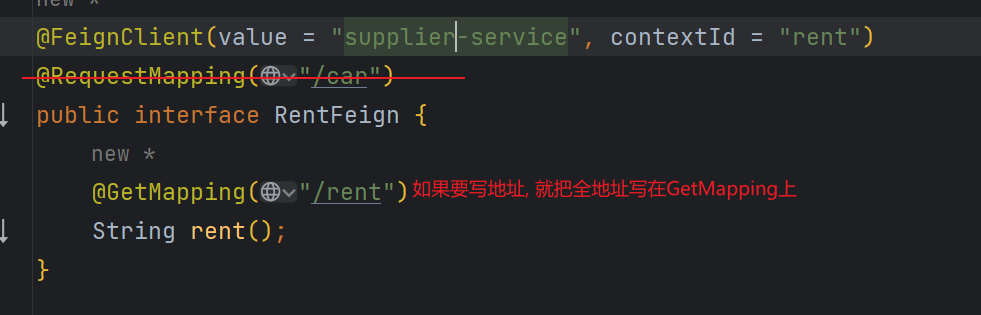 new *
@FeignClient(value = "supplier-service", contextId = "rent")
@RequestMapping("/car")
public interface RentFeign {
new *
@GetMapping("/rent") 如果要写地址, 就把全地址写在GetMapping上
String rent();
}